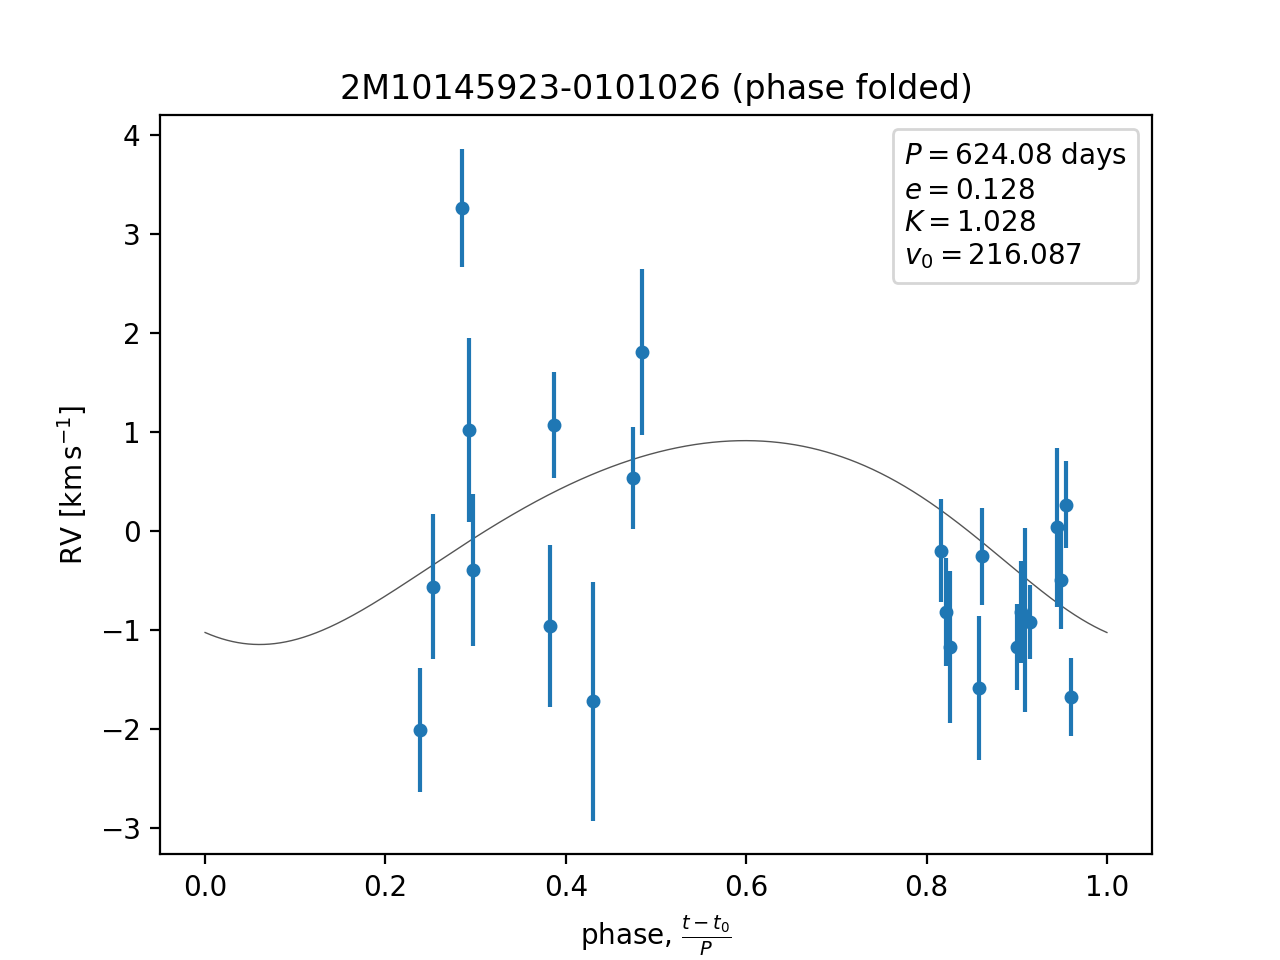 2M10145923-0101026 (phase folded)
P = 624.08 days
e = 0.128
K = 1.028
v₀ = 216.087
RV [km s⁻¹]
4
3
2
1
0
−1
−2
−3
0.0 0.2 0.4 0.6 0.8 1.0
phase, (t − t₀)/P